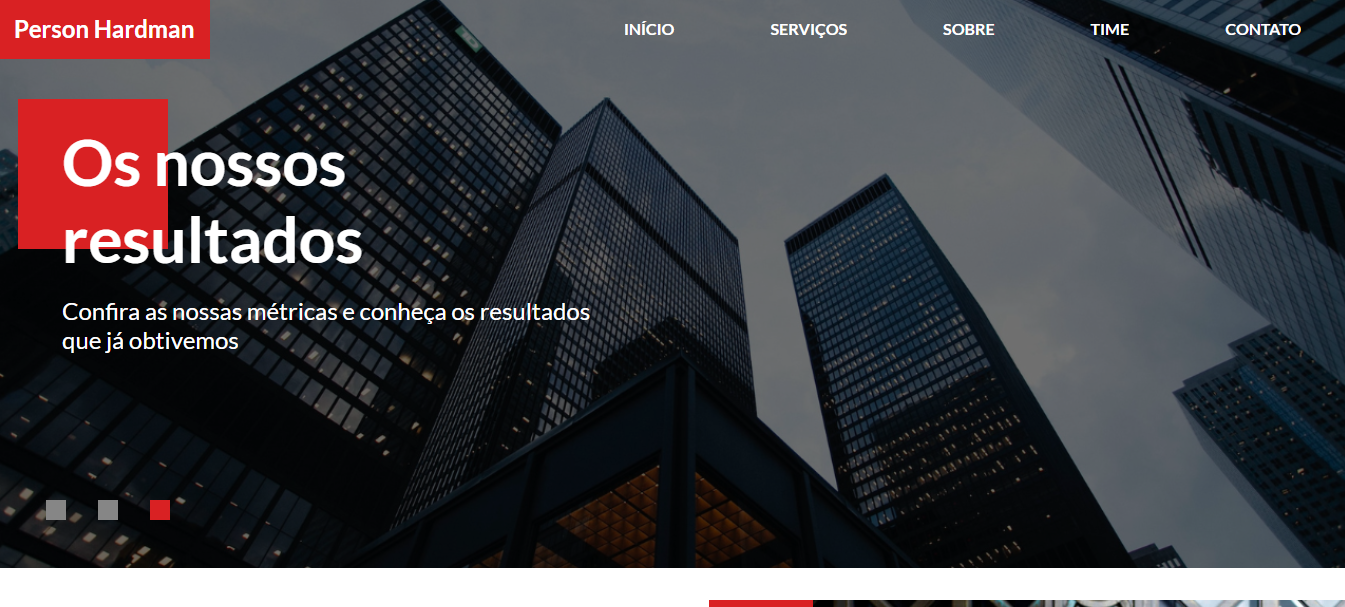 Person Hardman
INÍCIO
SERVIÇOS
SOBRE
TIME
CONTATO
Os nossos
resultados
Confira as nossas métricas e conheça os resultados
que já obtivemos